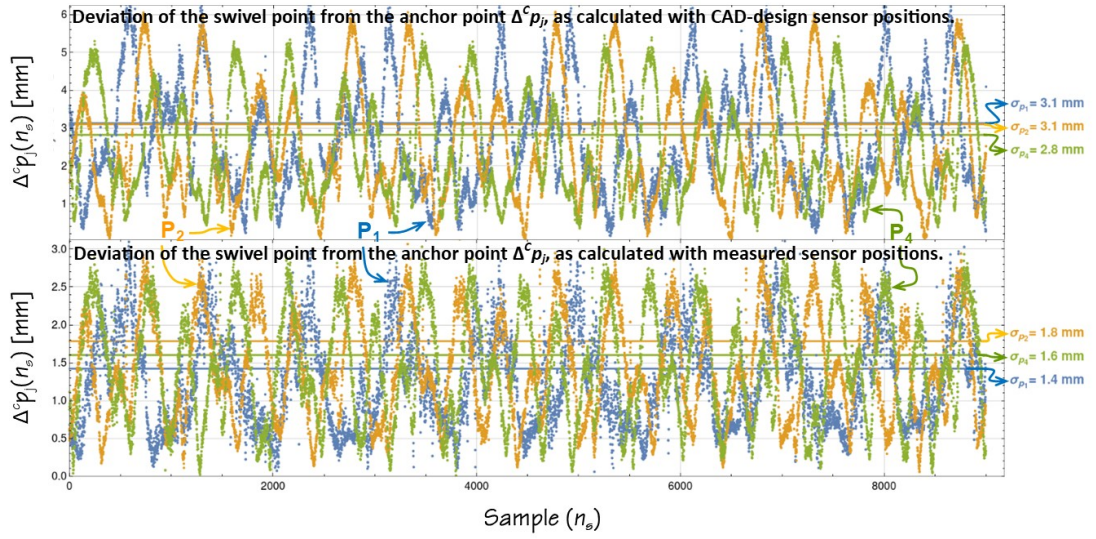 Deviation of the swivel point from the anchor point Δᶜpⱼ, as calculated with CAD-design sensor positions.
6
5
4
3
2
1
Δᶜpⱼ(nₛ) [mm]
σp₁ = 3.1 mm
σp₂ = 3.1 mm
σp₄ = 2.8 mm
P₂
P₁
P₄
Deviation of the swivel point from the anchor point Δᶜpⱼ, as calculated with measured sensor positions.
3.0
2.5
2.0
1.5
1.0
0.5
0.0
Δᶜpⱼ(nₛ) [mm]
σp₂ = 1.8 mm
σp₄ = 1.6 mm
σp₁ = 1.4 mm
0 2000 4000 6000 8000
Sample (nₛ)